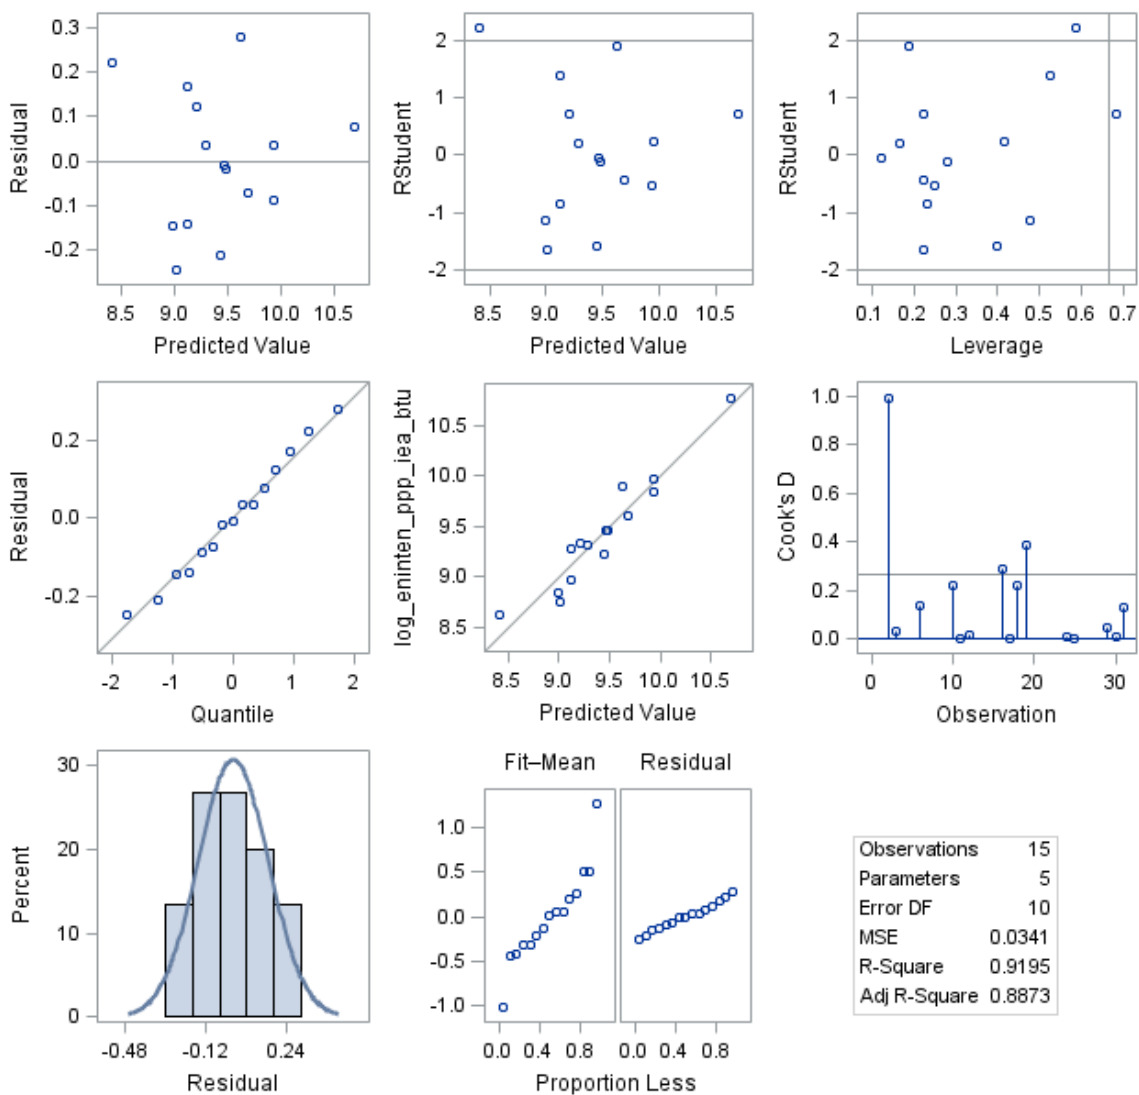 0.3
0.2
0.1
0.0
-0.1
-0.2
Residual
8.5 9.0 9.5 10.0 10.5
Predicted Value
2
1
0
-1
-2
RStudent
8.5 9.0 9.5 10.0 10.5
Predicted Value
2
1
0
-1
-2
RStudent
0.1 0.2 0.3 0.4 0.5 0.6 0.7
Leverage
0.2
0.0
-0.2
Residual
-2 -1 0 1 2
Quantile
10.5
10.0
9.5
9.0
8.5
log_eninten_ppp_iea_btu
8.5 9.0 9.5 10.0 10.5
Predicted Value
1.0
0.8
0.6
0.4
0.2
0.0
Cook's D
0 10 20 30
Observation
30
20
10
0
Percent
-0.48 -0.12 0.24
Residual
Fit–Mean Residual
1.0
0.5
0.0
-0.5
-1.0
0.0 0.4 0.8 0.0 0.4 0.8
Proportion Less
Observations 15
Parameters 5
Error DF 10
MSE 0.0341
R-Square 0.9195
Adj R-Square 0.8873